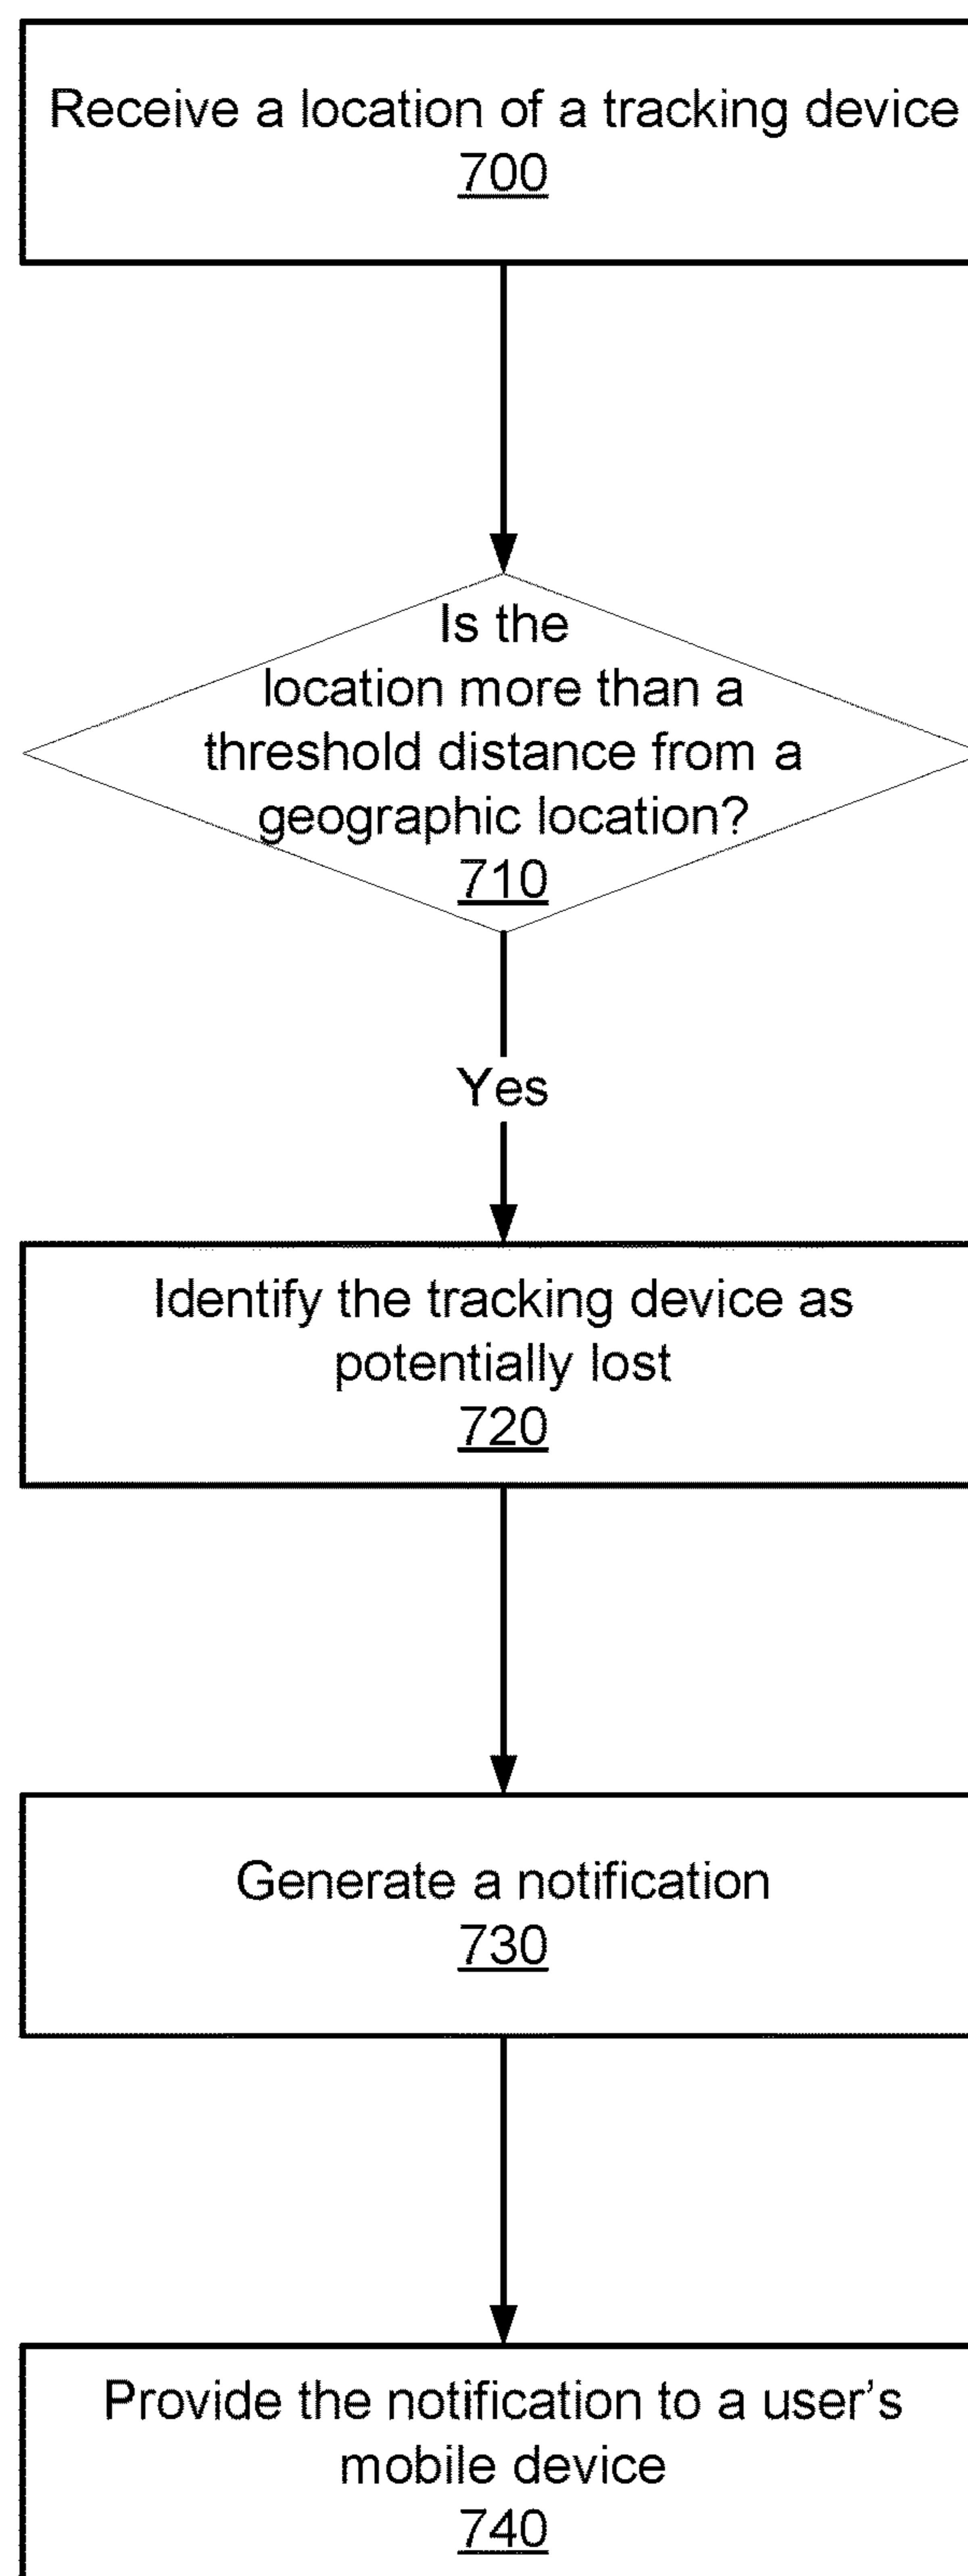 Receive a location of a tracking device
700
Is the
location more than a
threshold distance from a
geographic location?
710
Yes
Identify the tracking device as
potentially lost
720
Generate a notification
730
Provide the notification to a user's
mobile device
740